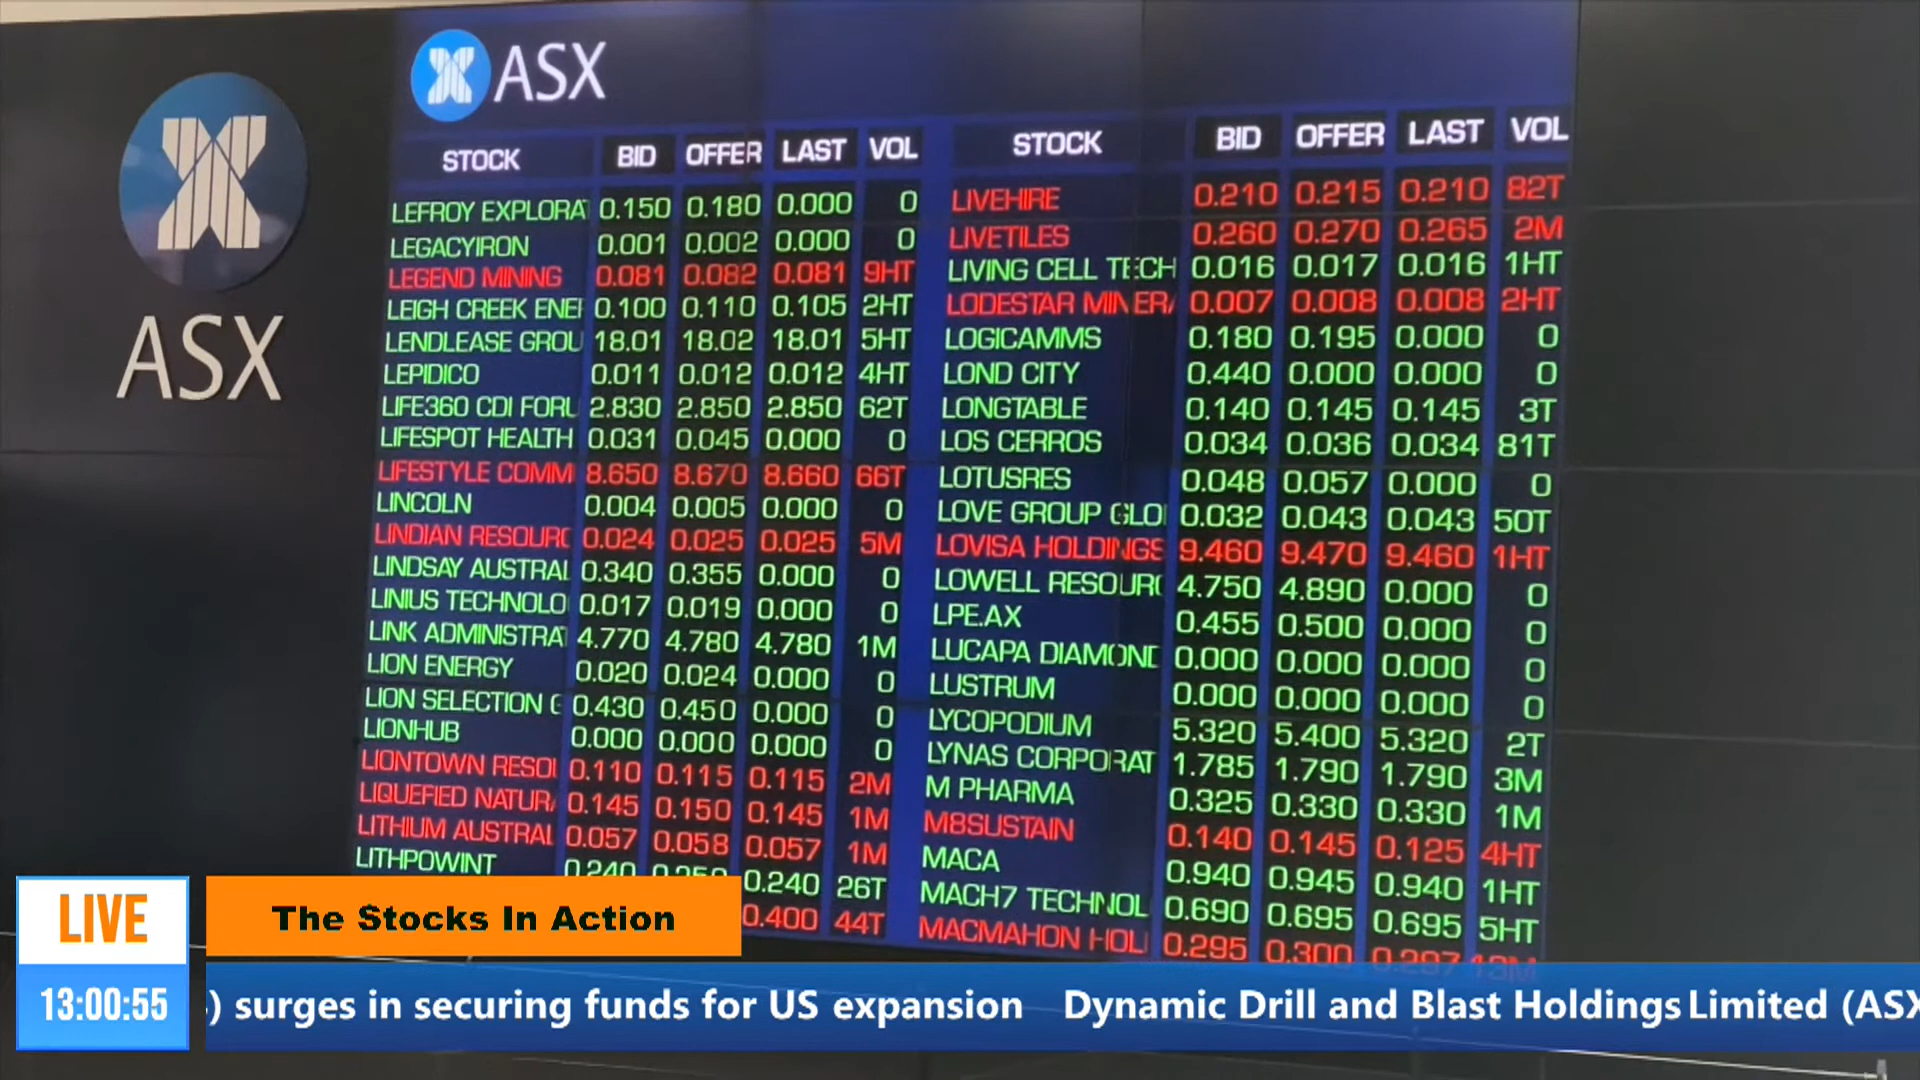 ASX
ASX
STOCK BID OFFER LAST VOL
LEFROY EXPLORAT 0.150 0.180 0.000 0
LEGACYIRON 0.001 0.002 0.000 0
LEGEND MINING 0.081 0.082 0.081 9HT
LEIGH CREEK ENE 0.100 0.110 0.105 2HT
LENDLEASE GROU 18.01 18.02 18.01 5HT
LEPIDICO 0.011 0.012 0.012 4HT
LIFE360 CDI FORU 2.830 2.850 2.850 62T
LIFESPOT HEALTH 0.031 0.045 0.000 0
LIFESTYLE COMM 8.650 8.670 8.660 66T
LINCOLN 0.004 0.005 0.000 0
LINDIAN RESOURC 0.024 0.025 0.025 5M
LINDSAY AUSTRAL 0.340 0.355 0.000 0
LINIUS TECHNOLO 0.017 0.019 0.000 0
LINK ADMINISTRAT 4.770 4.780 4.780 1M
LION ENERGY 0.020 0.024 0.000 0
LION SELECTION G 0.430 0.450 0.000 0
LIONHUB 0.000 0.000 0.000 0
LIONTOWN RESOU 0.110 0.115 0.115 2M
LIQUEFIED NATURA 0.145 0.150 0.145 1M
LITHIUM AUSTRAL 0.057 0.058 0.057 1M
LITHPOWINT 0.240 0.250 0.240 26T
0.400 44T
STOCK BID OFFER LAST VOL
LIVEHIRE 0.210 0.215 0.210 82T
LIVETILES 0.260 0.270 0.265 2M
LIVING CELL TECH 0.016 0.017 0.016 1HT
LODESTAR MINERA 0.007 0.008 0.008 2HT
LOGICAMMS 0.180 0.195 0.000 0
LOND CITY 0.440 0.000 0.000 0
LONGTABLE 0.140 0.145 0.145 3T
LOS CERROS 0.034 0.036 0.034 81T
LOTUSRES 0.048 0.057 0.000 0
LOVE GROUP GLO 0.032 0.043 0.043 50T
LOVISA HOLDINGS 9.460 9.470 9.460 1HT
LOWELL RESOURC 4.750 4.890 0.000 0
LPE.AX 0.455 0.500 0.000 0
LUCAPA DIAMOND 0.000 0.000 0.000 0
LUSTRUM 0.000 0.000 0.000 0
LYCOPODIUM 5.320 5.400 5.320 2T
LYNAS CORPORAT 1.785 1.790 1.790 3M
M PHARMA 0.325 0.330 0.330 1M
M8SUSTAIN 0.140 0.145 0.125 4HT
MACA 0.940 0.945 0.940 1HT
MACH7 TECHNOL 0.690 0.695 0.695 5HT
MACMAHON HOLI 0.295 0.300 0.297 13M
LIVE
The Stocks In Action
13:00:55
) surges in securing funds for US expansion Dynamic Drill and Blast Holdings Limited (ASX